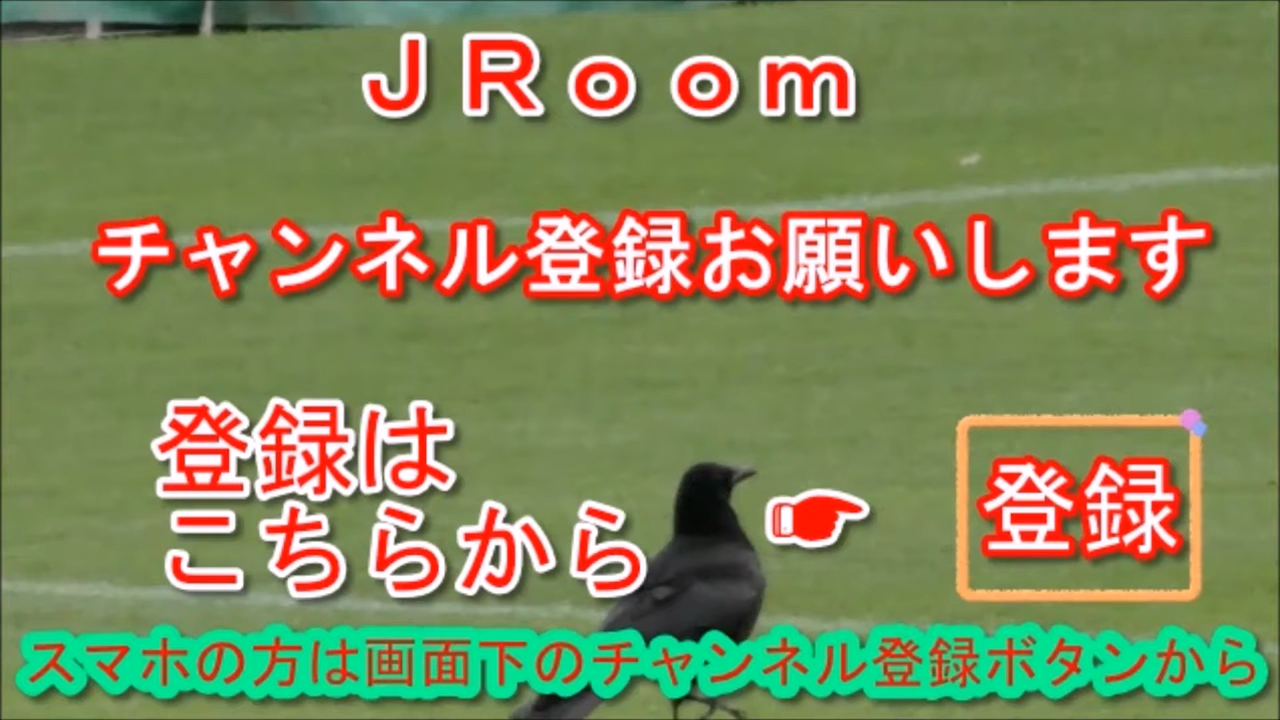 ＪＲｏｏｍ
チャンネル登録お願いします
登録は
こちらから
登録
スマホの方は画面下のチャンネル登録ボタンから